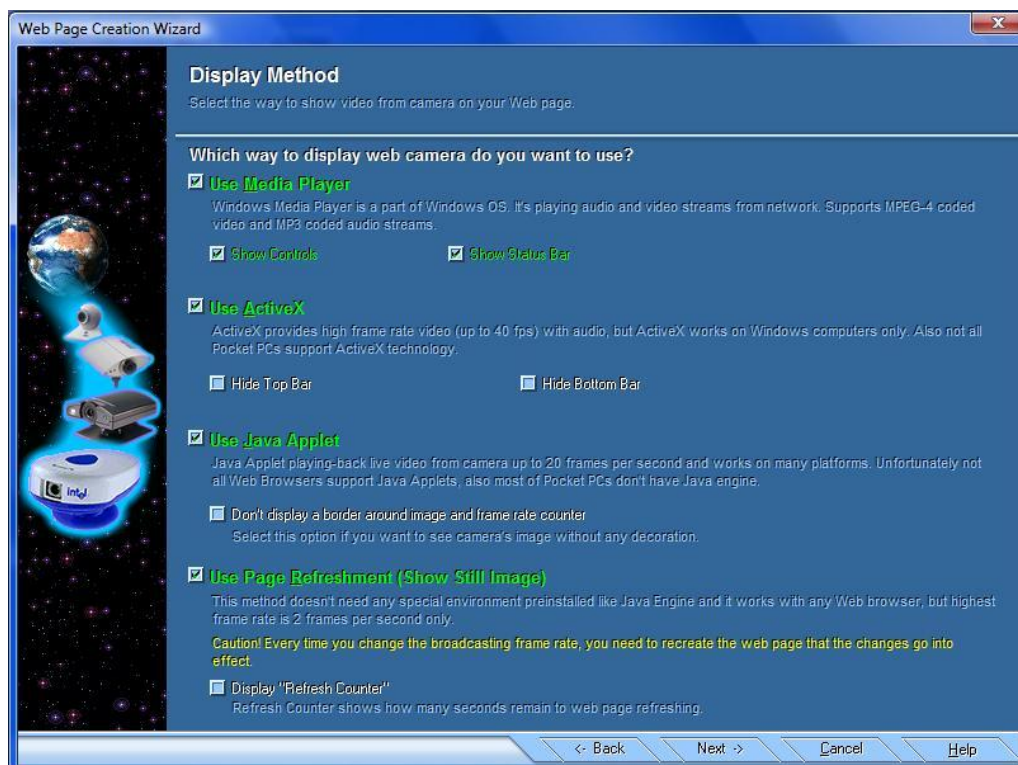 Web Page Creation Wizard
Display Method
Select the way to show video from camera on your Web page.
Which way to display web camera do you want to use?
Use Media Player
Windows Media Player is a part of Windows OS. It's playing audio and video streams from network. Supports MPEG-4 coded
video and MP3 coded audio streams.
Show Controls
Show Status Bar
Use ActiveX
ActiveX provides high frame rate video (up to 40 fps) with audio, but ActiveX works on Windows computers only. Also not all
Pocket PCs support ActiveX technology.
Hide Top Bar
Hide Bottom Bar
Use Java Applet
Java Applet playing-back live video from camera up to 20 frames per second and works on many platforms. Unfortunately not
all Web Browsers support Java Applets, also most of Pocket PCs don't have Java engine.
Don't display a border around image and frame rate counter
Select this option if you want to see camera's image without any decoration.
Use Page Refreshment (Show Still Image)
This method doesn't need any special environment preinstalled like Java Engine and it works with any Web browser, but highest
frame rate is 2 frames per second only.
Caution! Every time you change the broadcasting frame rate, you need to recreate the web page that the changes go into
effect.
Display "Refresh Counter"
Refresh Counter shows how many seconds remain to web page refreshing.
intel
<- Back
Next ->
Cancel
Help